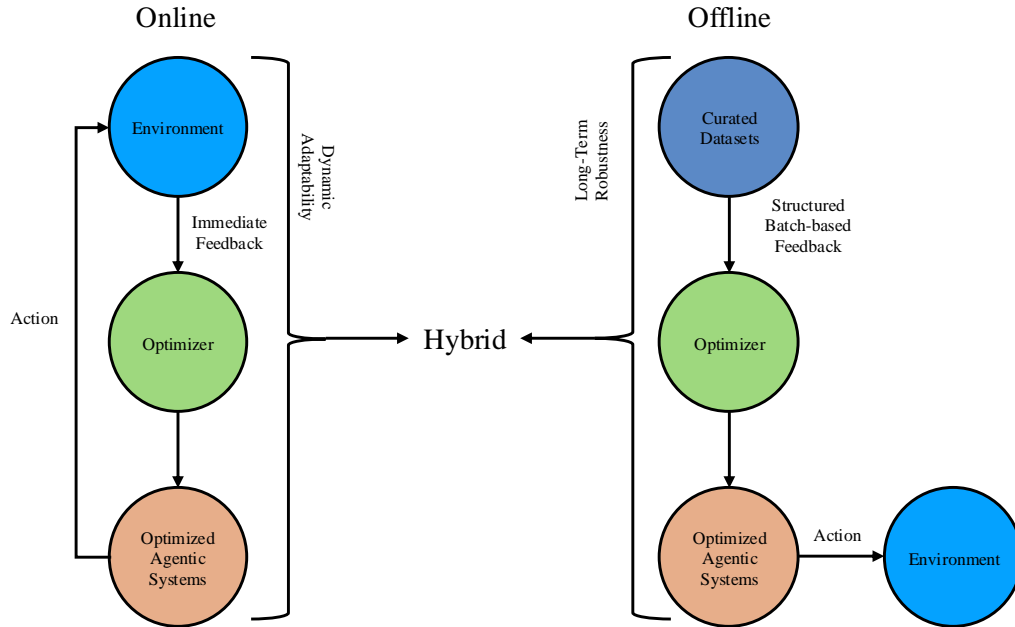 Online
Environment
Immediate
Feedback
Action
Optimizer
Optimized
Agentic
Systems
Dynamic
Adaptability
Hybrid
Offline
Long-Term
Robustness
Curated
Datasets
Structured
Batch-based
Feedback
Optimizer
Optimized
Agentic
Systems
Action
Environment